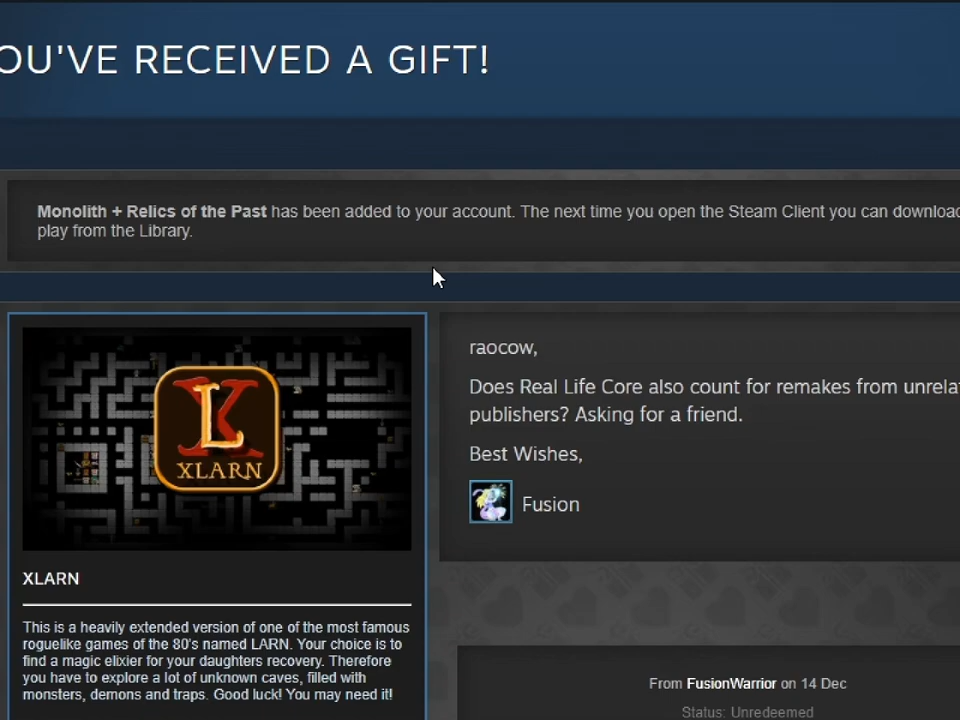 OU'VE RECEIVED A GIFT!
Monolith + Relics of the Past has been added to your account. The next time you open the Steam Client you can download
play from the Library.
XLARN
XLARN
This is a heavily extended version of one of the most famous
roguelike games of the 80's named LARN. Your choice is to
find a magic elixier for your daughters recovery. Therefore
you have to explore a lot of unknown caves, filled with
monsters, demons and traps. Good luck! You may need it!
raocow,
Does Real Life Core also count for remakes from unrela
publishers? Asking for a friend.
Best Wishes,
Fusion
From FusionWarrior on 14 Dec
Status: Unredeemed